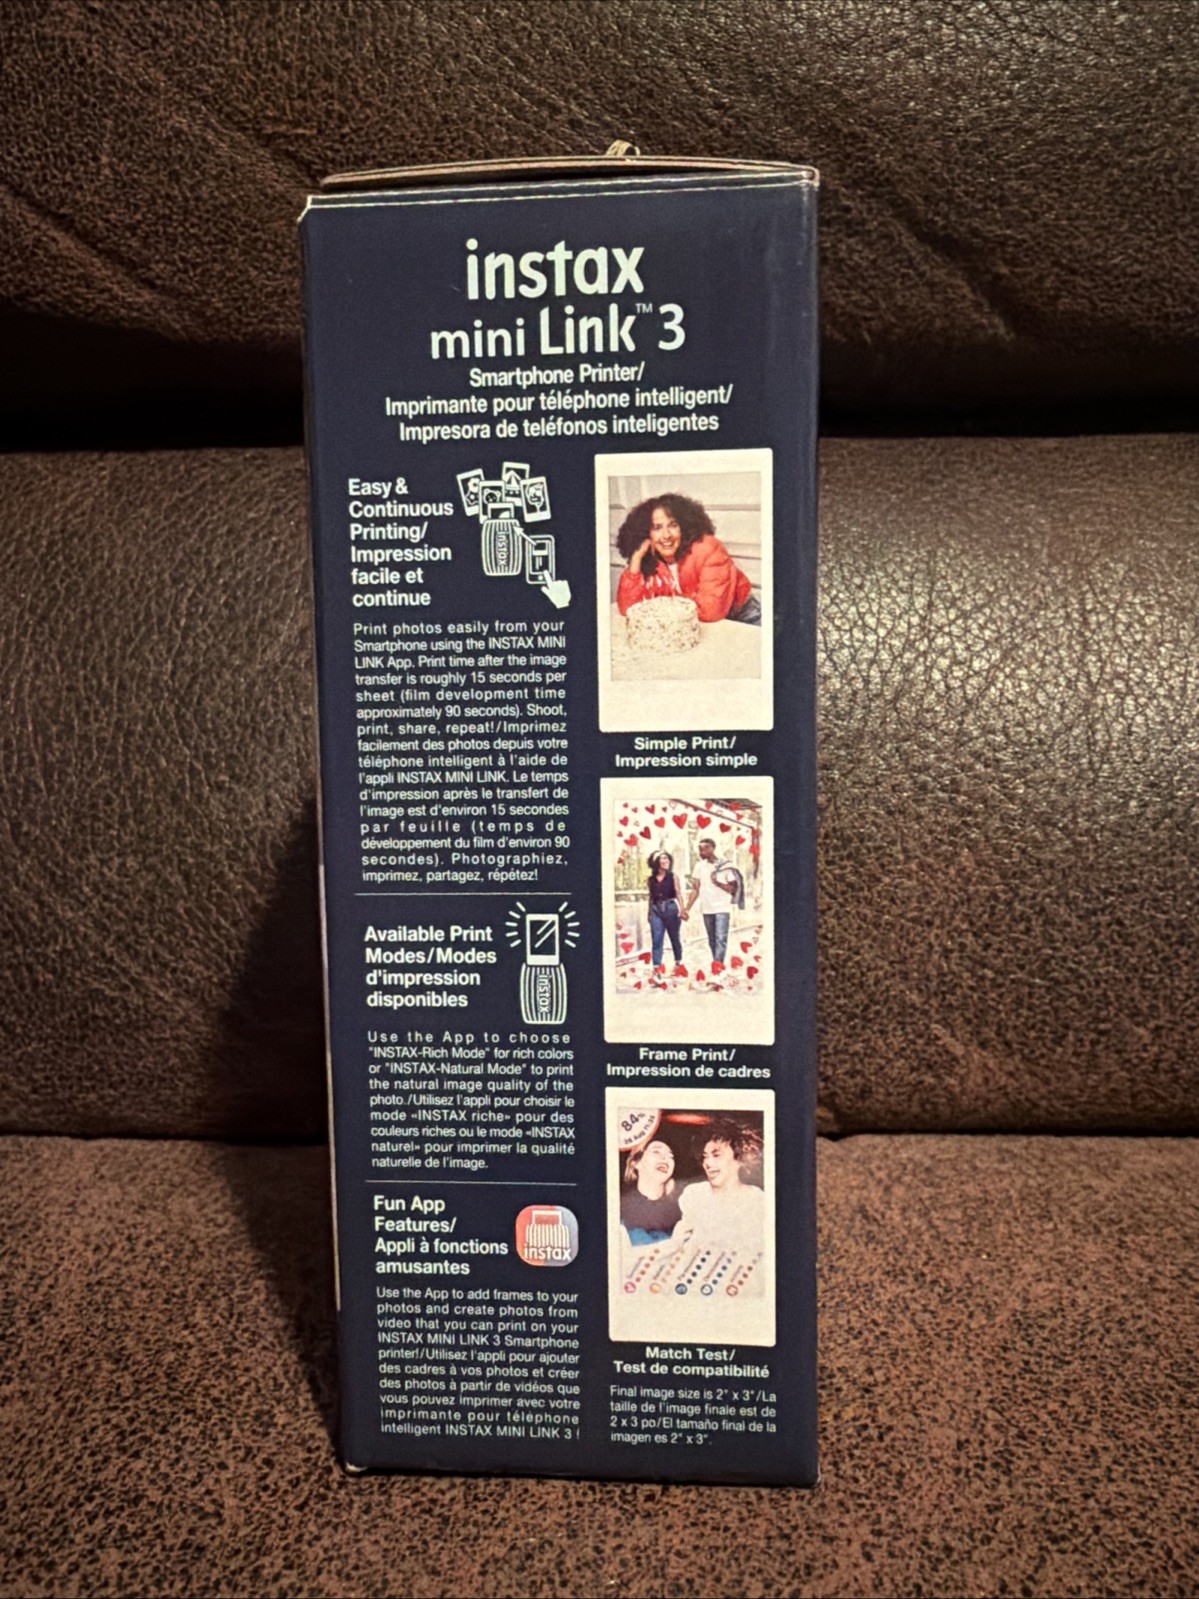 instax
mini Link™ 3
Smartphone Printer/
Imprimante pour téléphone intelligent/
Impresora de teléfonos inteligentes
Easy &
Continuous
Printing/
Impression
facile et
continue
instax
Print photos easily from your
Smartphone using the INSTAX MINI
LINK App. Print time after the image
transfer is roughly 15 seconds per
sheet (film development time
approximately 90 seconds). Shoot,
print, share, repeat!/Imprimez
facilement des photos depuis votre
téléphone intelligent à l'aide de
l'appli INSTAX MINI LINK. Le temps
d'impression après le transfert de
l'image est d'environ 15 secondes
par feuille (temps de
développement du film d'environ 90
secondes). Photographiez,
imprimez, partagez, répétez!
Available Print
Modes/Modes
d'impression
disponibles
instax
Use the App to choose
"INSTAX-Rich Mode" for rich colors
or "INSTAX-Natural Mode" to print
the natural image quality of the
photo./Utilisez l'appli pour choisir le
mode «INSTAX riche» pour des
couleurs riches ou le mode «INSTAX
naturel» pour imprimer la qualité
naturelle de l'image.
Fun App
Features/
Appli à fonctions
amusantes
instax
Use the App to add frames to your
photos and create photos from
video that you can print on your
INSTAX MINI LINK 3 Smartphone
printer!/Utilisez l'appli pour ajouter
des cadres à vos photos et créer
des photos à partir de vidéos que
vous pouvez imprimer avec votre
imprimante pour téléphone
intelligent INSTAX MINI LINK 3 !
Simple Print/
Impression simple
Frame Print/
Impression de cadres
84%
Match Test/
Test de compatibilité
Final image size is 2" x 3"/La
taille de l'image finale est de
2 x 3 po/El tamaño final de la
imagen es 2" x 3".